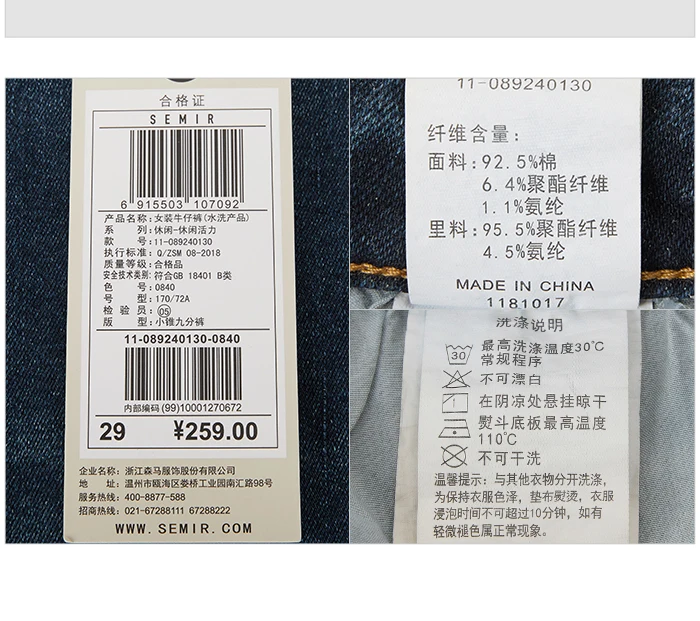 合格证
SEMIR
6 915503 107092
产品名称:女装牛仔裤(水洗产品)
系 列:休闲-休闲活力
款 号:11-089240130
执行标准:Q/ZSM 08-2018
质量等级:合格品
安全技术类别:符合GB 18401 B类
色 号:0840
号 型:170/72A
检 验 员:05
版 型:小锥九分裤
11-089240130-0840
内部编码(99)10001270672
29 ¥259.00
企业名称:浙江森马服饰股份有限公司
地 址:温州市瓯海区娄桥工业园南汇路98号
服务热线:400-8877-588
招商热线:021-67288111 67288222
WWW.SEMIR.COM
11-089240130
纤维含量:
面料:92.5%棉
6.4%聚酯纤维
1.1%氨纶
里料:95.5%聚酯纤维
4.5%氨纶
MADE IN CHINA
1181017
洗涤说明
30
最高洗涤温度30℃
常规程序
不可漂白
在阴凉处悬挂晾干
熨斗底板最高温度
110℃
不可干洗
温馨提示:与其他衣物分开洗涤,
为保持衣服色泽,垫布熨烫,衣服
浸泡时间不可超过10分钟,如有
轻微褪色属正常现象。